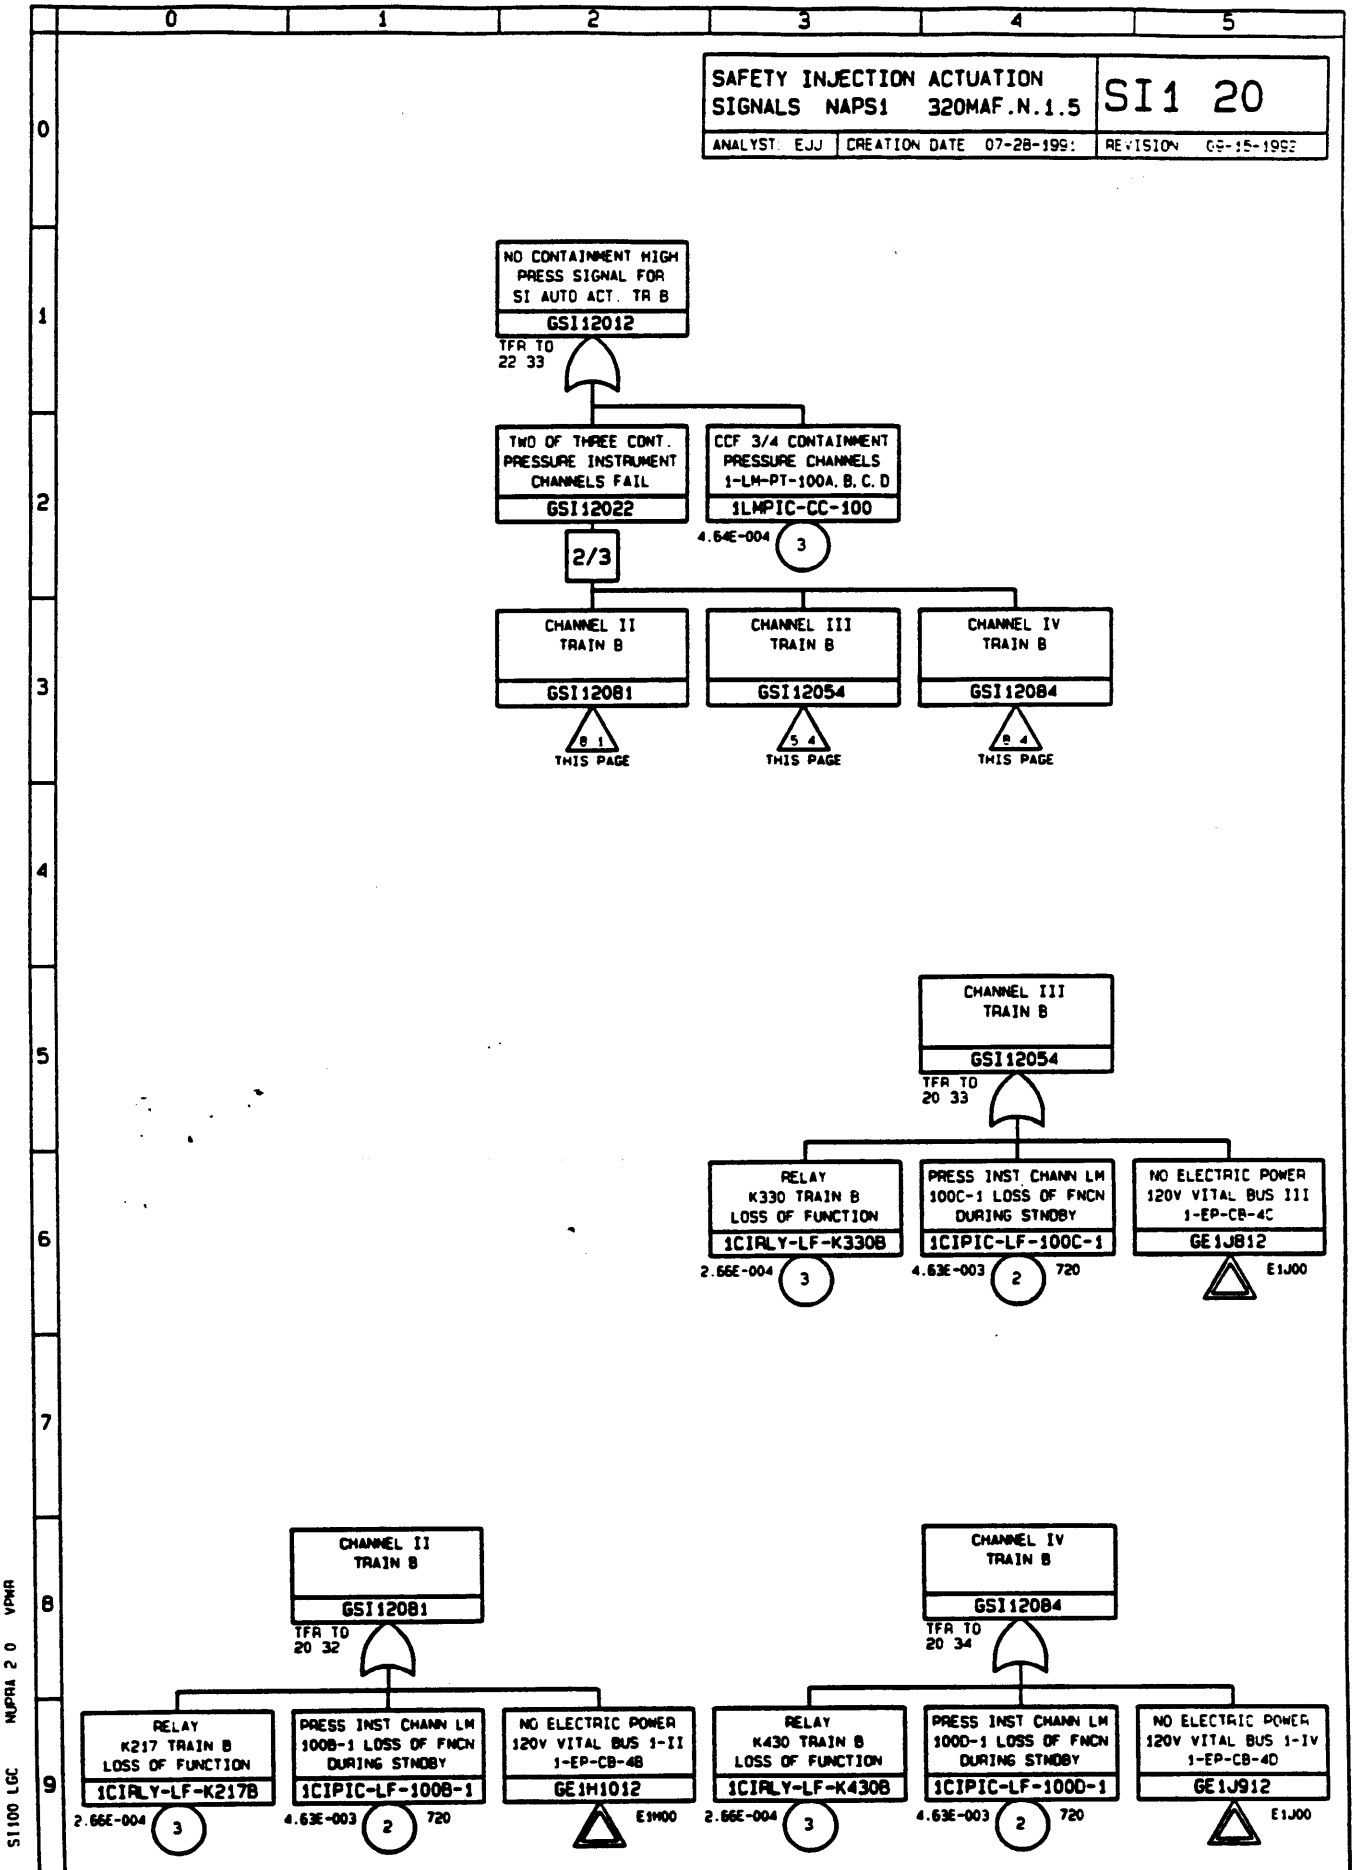 0 1 2 3 4 5
SAFETY INJECTION ACTUATION
SIGNALS NAPS1 320MAF.N.1.5
SI1 20
ANALYST: EJJ CREATION DATE 07-28-1991 REVISION
0
NO CONTAINMENT HIGH
PRESS SIGNAL FOR
SI AUTO ACT. TR B
GSI12012
TFR TO
22 33
1
TWO OF THREE CONT.
PRESSURE INSTRUMENT
CHANNELS FAIL
GSI12022
2/3
CCF 3/4 CONTAINMENT
PRESSURE CHANNELS
1-LM-PT-100A,B,C,D
1LMPIC-CC-100
4.64E-004 3
2
CHANNEL II
TRAIN B
GSI12081
8 1
THIS PAGE
CHANNEL III
TRAIN B
GSI12054
5 4
THIS PAGE
CHANNEL IV
TRAIN B
GSI12084
8 4
THIS PAGE
3
4
CHANNEL III
TRAIN B
GSI12054
TFR TO
20 33
5
RELAY
K330 TRAIN B
LOSS OF FUNCTION
1CIRLY-LF-K330B
2.66E-004 3
PRESS INST CHANN LM
100C-1 LOSS OF FNCN
DURING STNDBY
1CIPIC-LF-100C-1
4.63E-003 2 720
NO ELECTRIC POWER
120V VITAL BUS III
1-EP-CB-4C
GE1J812
E1J00
6
7
CHANNEL II
TRAIN B
GSI12081
TFR TO
20 32
CHANNEL IV
TRAIN B
GSI12084
TFR TO
20 34
8
RELAY
K217 TRAIN B
LOSS OF FUNCTION
1CIRLY-LF-K217B
2.66E-004 3
PRESS INST CHANN LM
100B-1 LOSS OF FNCN
DURING STNDBY
1CIPIC-LF-100B-1
4.63E-003 2 720
NO ELECTRIC POWER
120V VITAL BUS 1-II
1-EP-CB-4B
GE1H1012
E1H00
RELAY
K430 TRAIN B
LOSS OF FUNCTION
1CIRLY-LF-K430B
2.66E-004 3
PRESS INST CHANN LM
100D-1 LOSS OF FNCN
DURING STNDBY
1CIPIC-LF-100D-1
4.63E-003 2 720
NO ELECTRIC POWER
120V VITAL BUS 1-IV
1-EP-CB-4D
GE1J912
E1J00
9
SI100 LGC NUPRA 2 0 VPWR